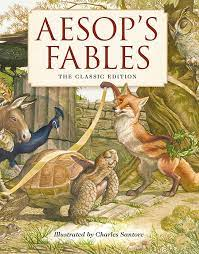 AESOP'S
FABLES
THE CLASSIC EDITION
Illustrated by Charles Santore